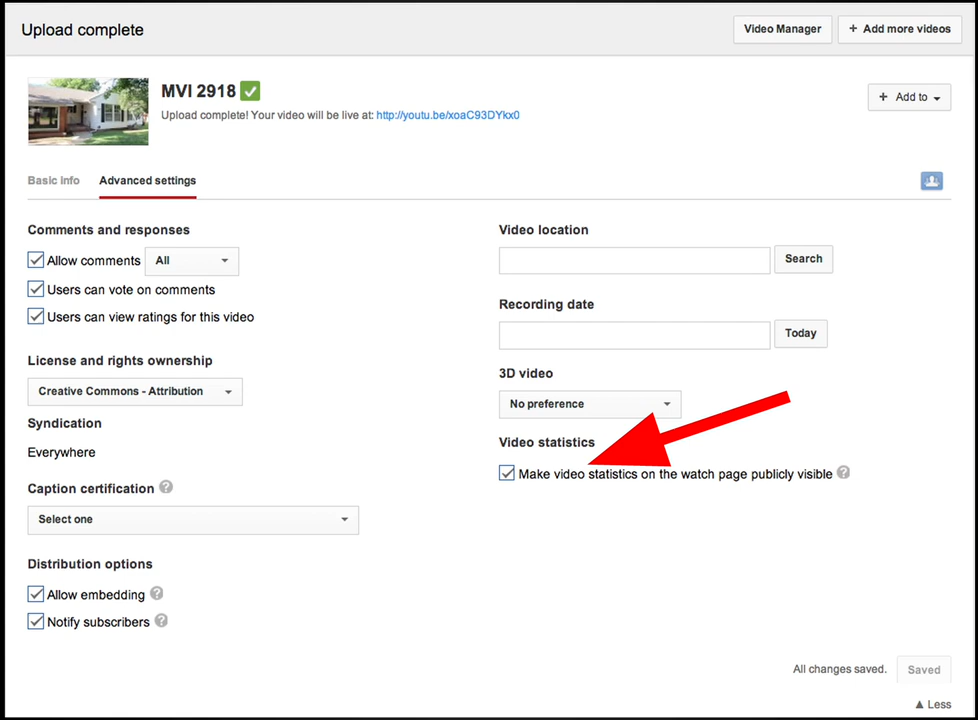 Upload complete
Video Manager
+ Add more videos
MVI 2918
Upload complete! Your video will be live at: http://youtu.be/xoaC93DYkx0
+ Add to
Basic info
Advanced settings
Comments and responses
Allow comments
All
Users can vote on comments
Users can view ratings for this video
License and rights ownership
Creative Commons - Attribution
Syndication
Everywhere
Caption certification ?
Select one
Distribution options
Allow embedding ?
Notify subscribers ?
Video location
Search
Recording date
Today
3D video
No preference
Video statistics
Make video statistics on the watch page publicly visible ?
All changes saved.
Saved
▲ Less